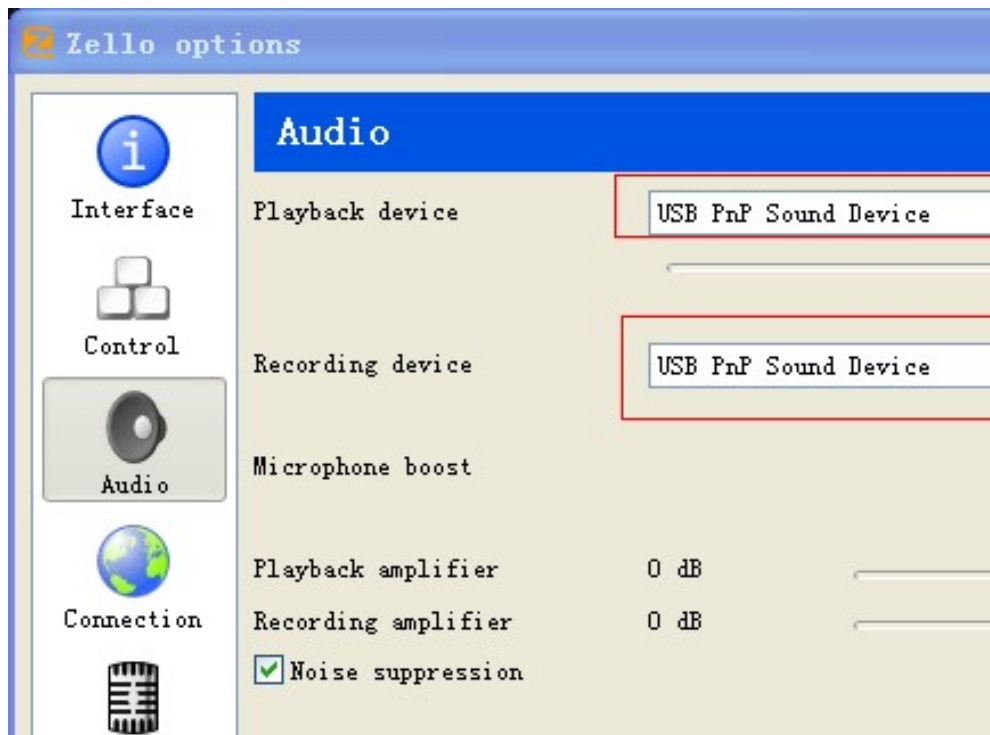 Zello options
Interface
Control
Audio
Connection
Audio
Playback device
USB PnP Sound Device
Recording device
USB PnP Sound Device
Microphone boost
Playback amplifier 0 dB
Recording amplifier 0 dB
Noise suppression